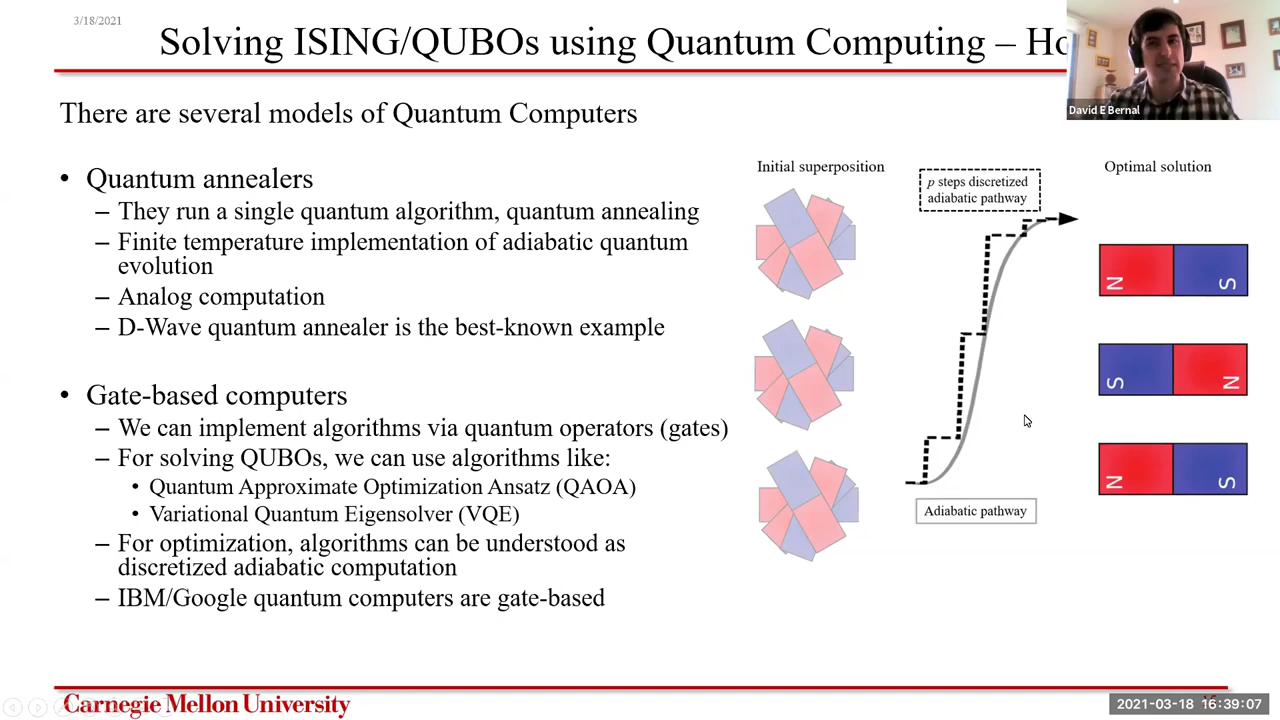 3/18/2021
Solving ISING/QUBOs using Quantum Computing – Ho
David E Bernal
There are several models of Quantum Computers
• Quantum annealers
– They run a single quantum algorithm, quantum annealing
– Finite temperature implementation of adiabatic quantum
evolution
– Analog computation
– D-Wave quantum annealer is the best-known example
• Gate-based computers
– We can implement algorithms via quantum operators (gates)
– For solving QUBOs, we can use algorithms like:
• Quantum Approximate Optimization Ansatz (QAOA)
• Variational Quantum Eigensolver (VQE)
– For optimization, algorithms can be understood as
discretized adiabatic computation
– IBM/Google quantum computers are gate-based
Initial superposition
p steps discretized
adiabatic pathway
Adiabatic pathway
Optimal solution
N S
S N
N S
Carnegie Mellon University
2021-03-18 16:39:07